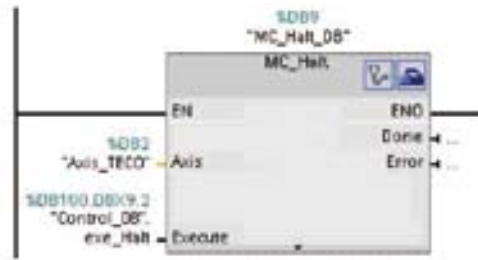 %DB9
"MC_Halt_DB"
MC_Halt
EN
ENO
Done
...
%DB2
"Axis_TECO"
Axis
Error
...
%DB100.DBX9.2
"Control_DB".
exe_Halt
Execute